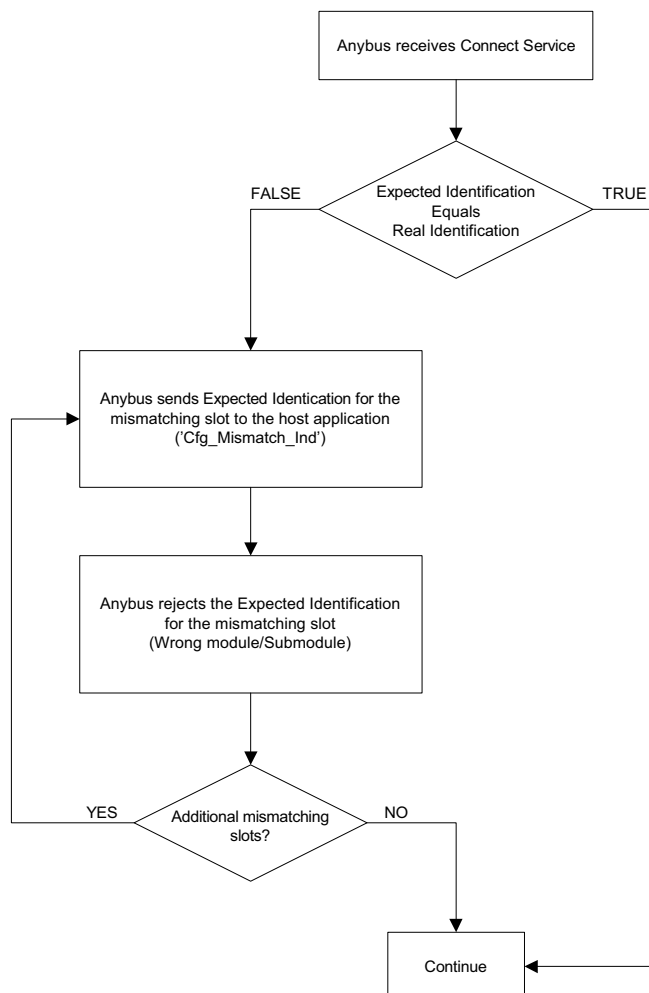 Anybus receives Connect Service
FALSE
Expected Identification
Equals
Real Identification
TRUE
Anybus sends Expected Identication for the
mismatching slot to the host application
('Cfg_Mismatch_Ind')
Anybus rejects the Expected Identification
for the mismatching slot
(Wrong module/Submodule)
YES
Additional mismatching
slots?
NO
Continue